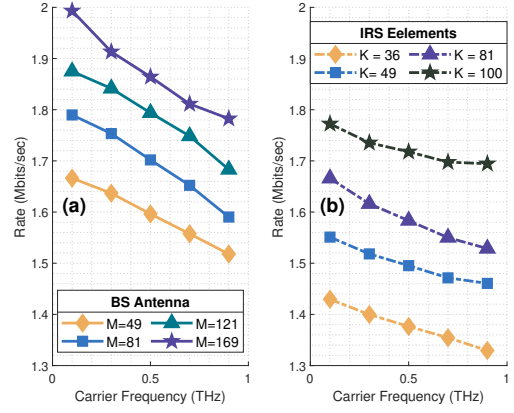 2
1.9
1.8
1.7
1.6
1.5
1.4
1.3
Rate (Mbits/sec)
(a)
BS Antenna
M=49 M=121
M=81 M=169
0 0.5 1
Carrier Frequency (THz)
2
1.9
1.8
1.7
1.6
1.5
1.4
1.3
Rate (Mbits/sec)
IRS Eelements
K = 36 K = 81
K= 49 K = 100
(b)
0 0.5 1
Carrier Frequency (THz)